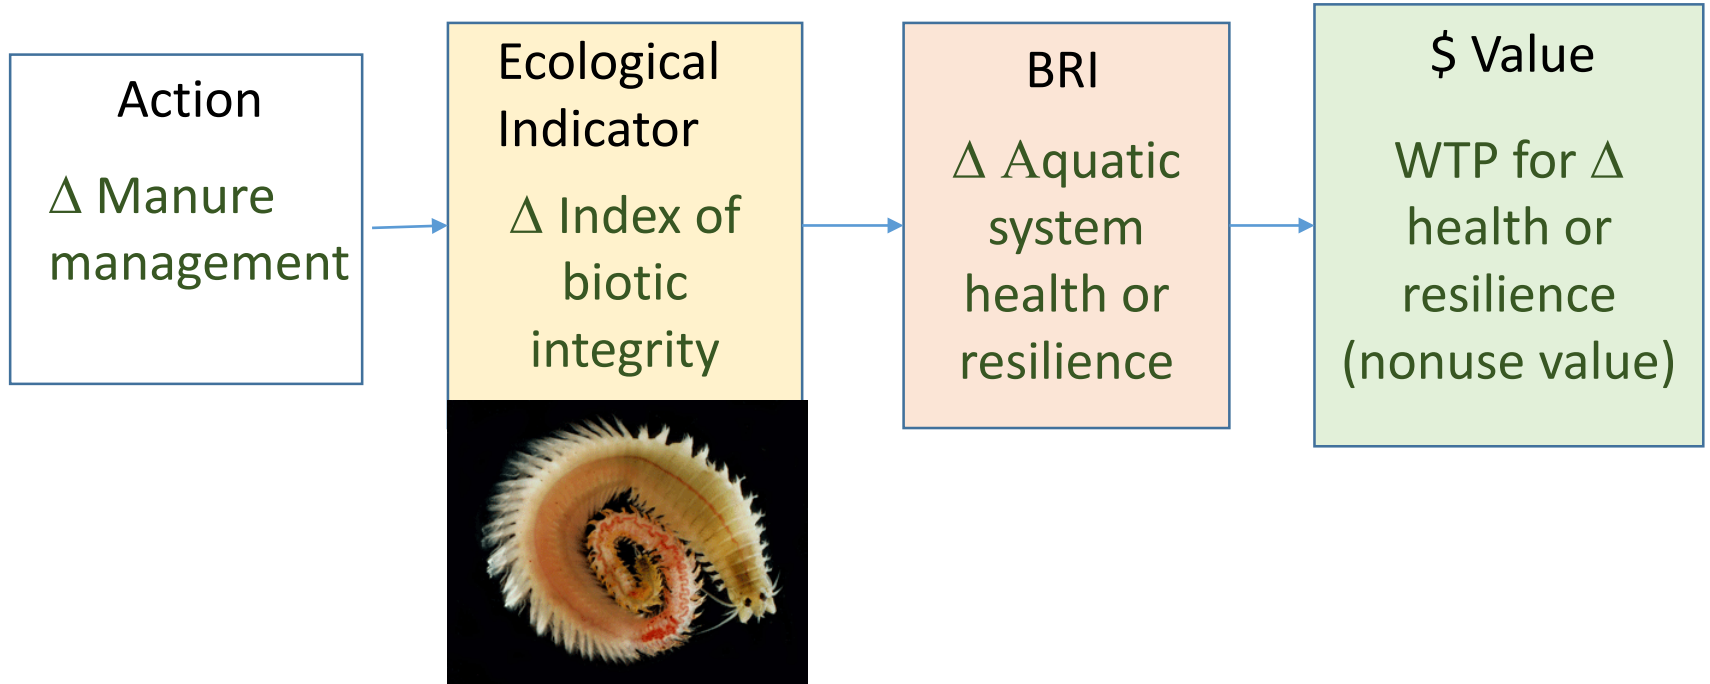 Action
Δ Manure
management
Ecological
Indicator
Δ Index of
biotic
integrity
BRI
Δ Aquatic
system
health or
resilience
$ Value
WTP for Δ
health or
resilience
(nonuse value)